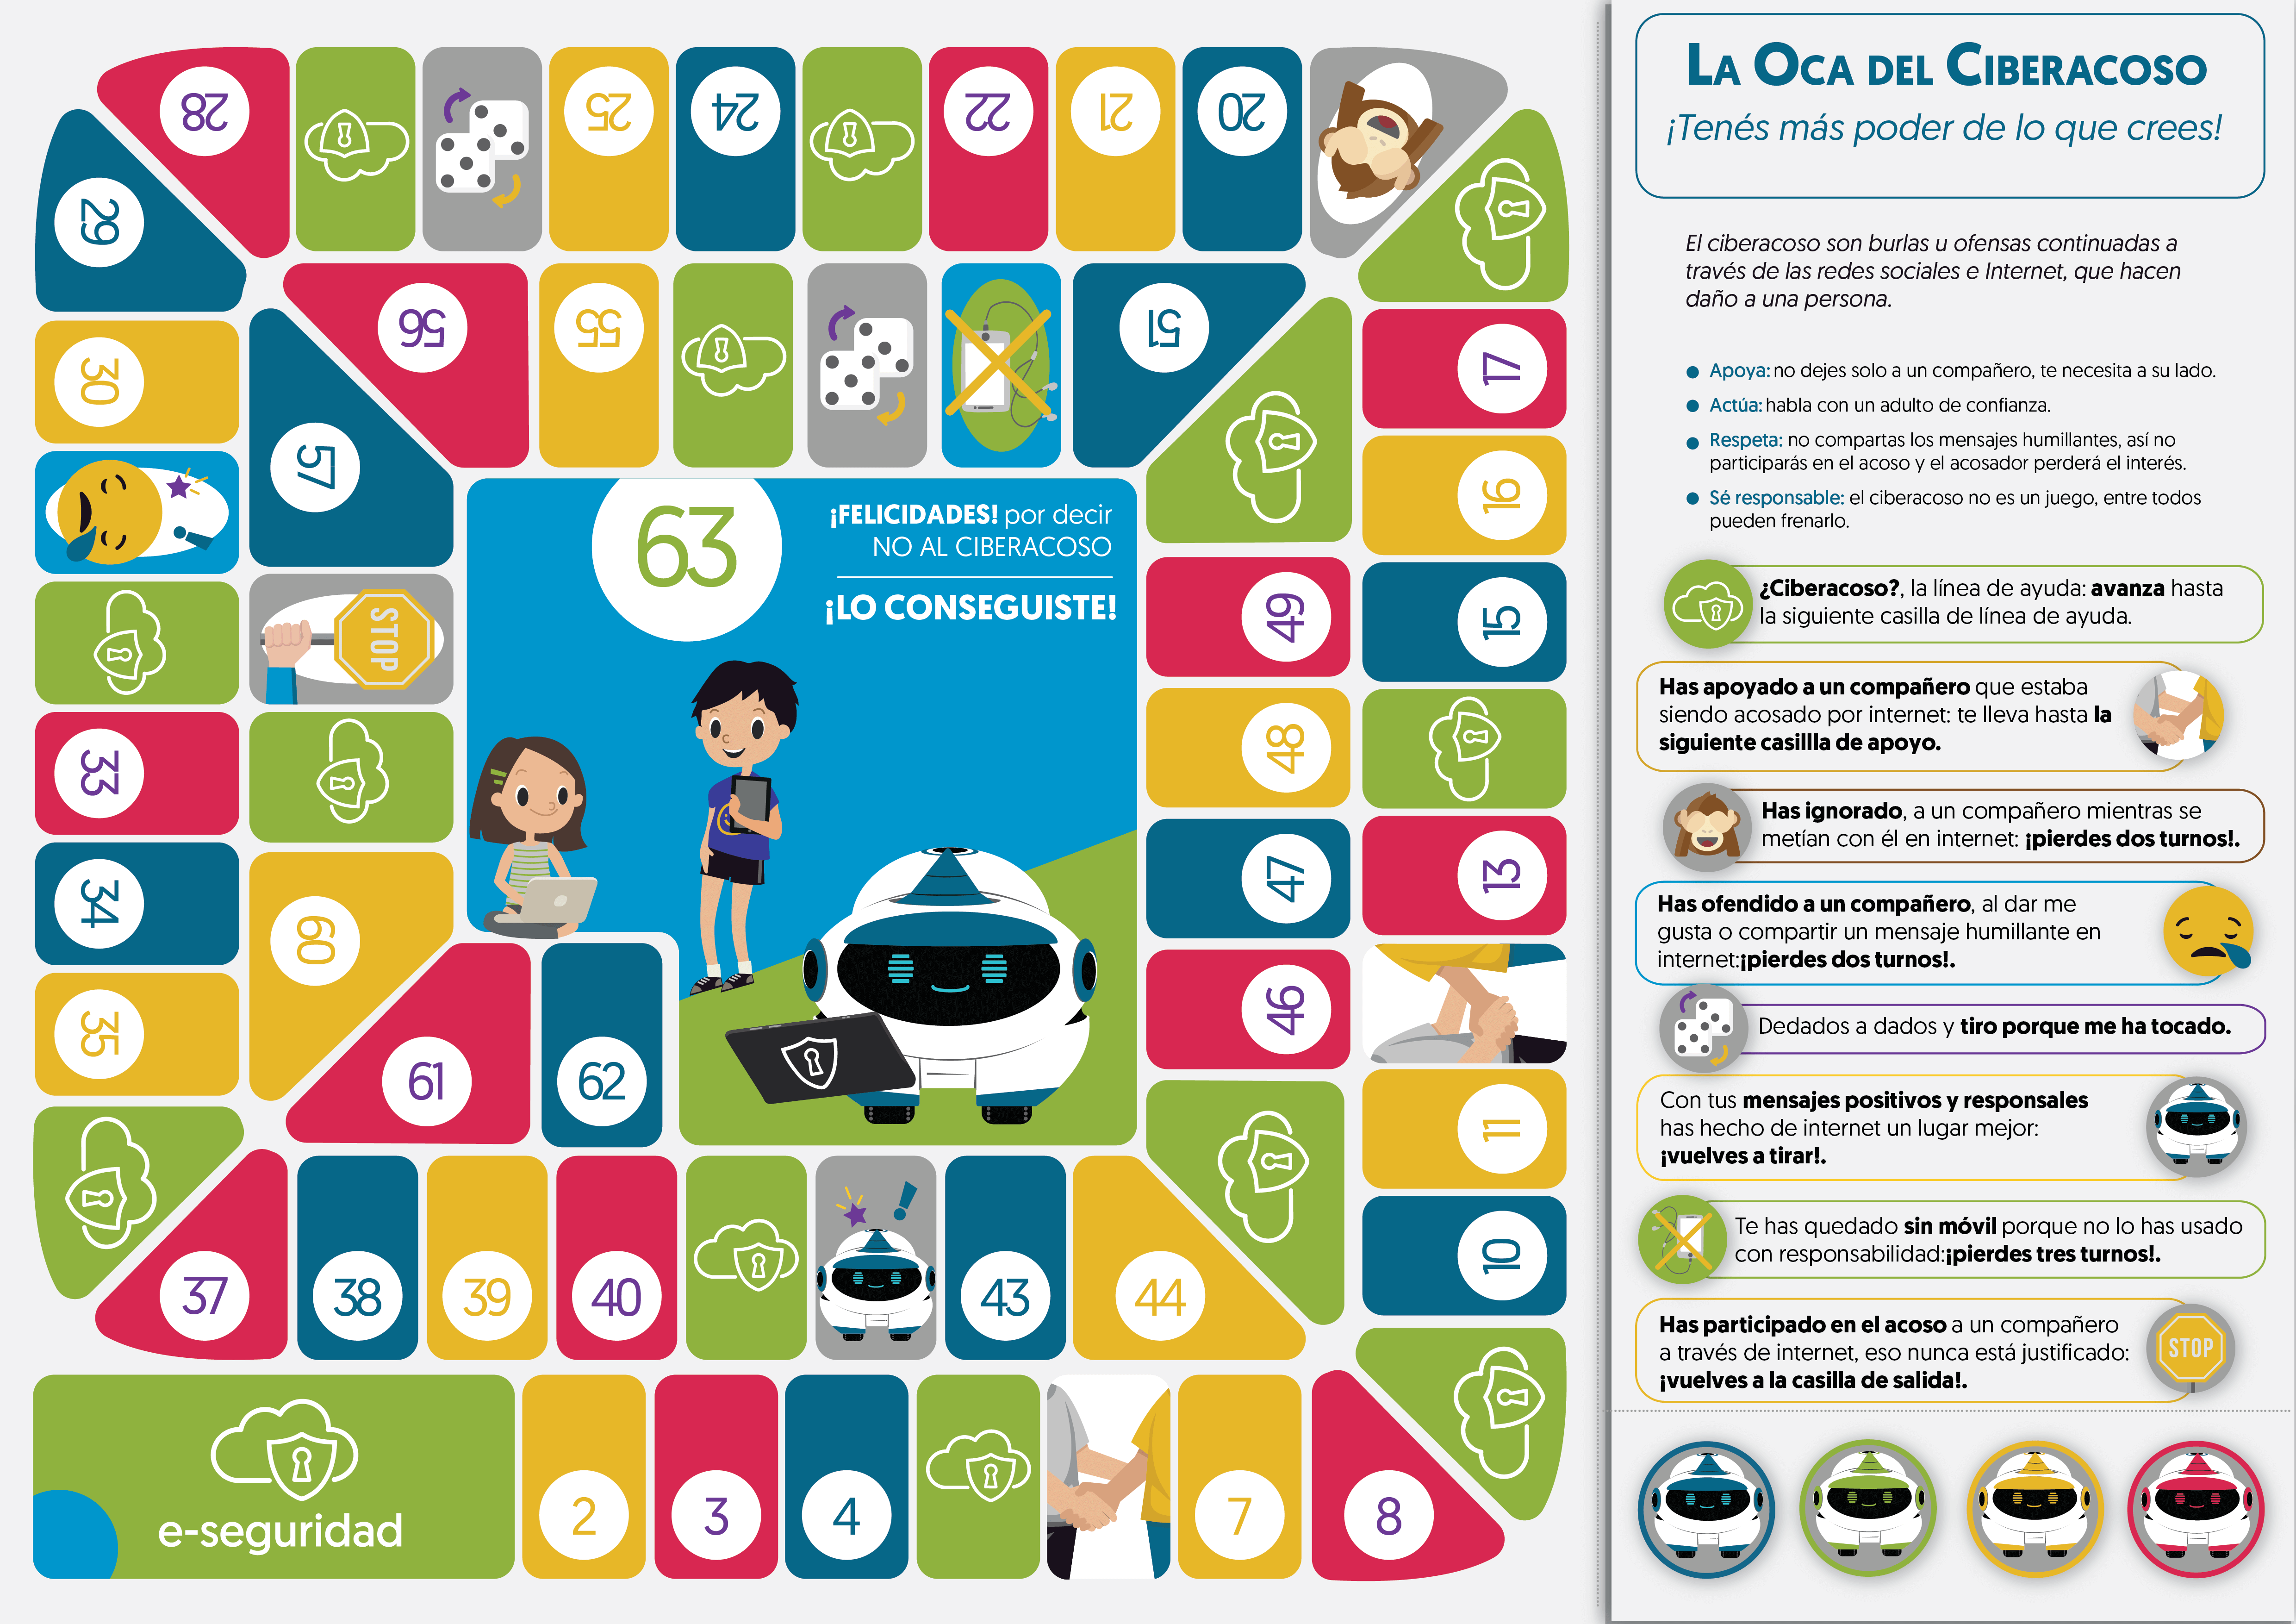 28
25
24
22
21
20
29
56
55
51
17
30
57
16
63
¡FELICIDADES! por decir
NO AL CIBERACOSO
¡LO CONSEGUISTE!
49
15
STOP
33
48
34
47
13
60
35
46
61
62
11
10
37
38
39
40
43
44
e-seguridad
2
3
4
7
8
LA OCA DEL CIBERACOSO
¡Tenés más poder de lo que crees!
El ciberacoso son burlas u ofensas continuadas a
través de las redes sociales e Internet, que hacen
daño a una persona.
Apoya: no dejes solo a un compañero, te necesita a su lado.
Actúa: habla con un adulto de confianza.
Respeta: no compartas los mensajes humillantes, así no
participarás en el acoso y el acosador perderá el interés.
Sé responsable: el ciberacoso no es un juego, entre todos
pueden frenarlo.
¿Ciberacoso?, la línea de ayuda: avanza hasta
la siguiente casilla de línea de ayuda.
Has apoyado a un compañero que estaba
siendo acosado por internet: te lleva hasta la
siguiente casillla de apoyo.
Has ignorado, a un compañero mientras se
metían con él en internet: ¡pierdes dos turnos!.
Has ofendido a un compañero, al dar me
gusta o compartir un mensaje humillante en
internet:¡pierdes dos turnos!.
Dedados a dados y tiro porque me ha tocado.
Con tus mensajes positivos y responsales
has hecho de internet un lugar mejor:
¡vuelves a tirar!.
Te has quedado sin móvil porque no lo has usado
con responsabilidad:¡pierdes tres turnos!.
Has participado en el acoso a un compañero
a través de internet, eso nunca está justificado:
¡vuelves a la casilla de salida!.
STOP